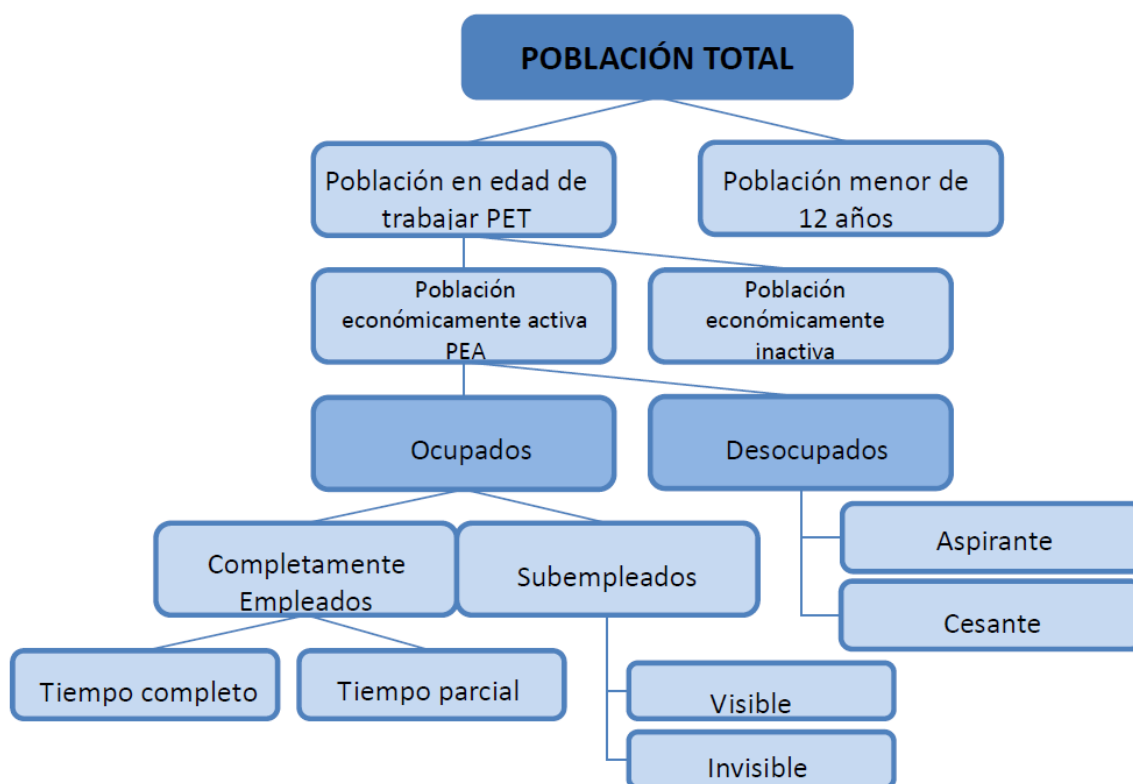 POBLACIÓN TOTAL
Población en edad de
trabajar PET
Población menor de
12 años
Población
económicamente activa
PEA
Población
económicamente
inactiva
Ocupados
Desocupados
Completamente
Empleados
Subempleados
Aspirante
Cesante
Tiempo completo
Tiempo parcial
Visible
Invisible